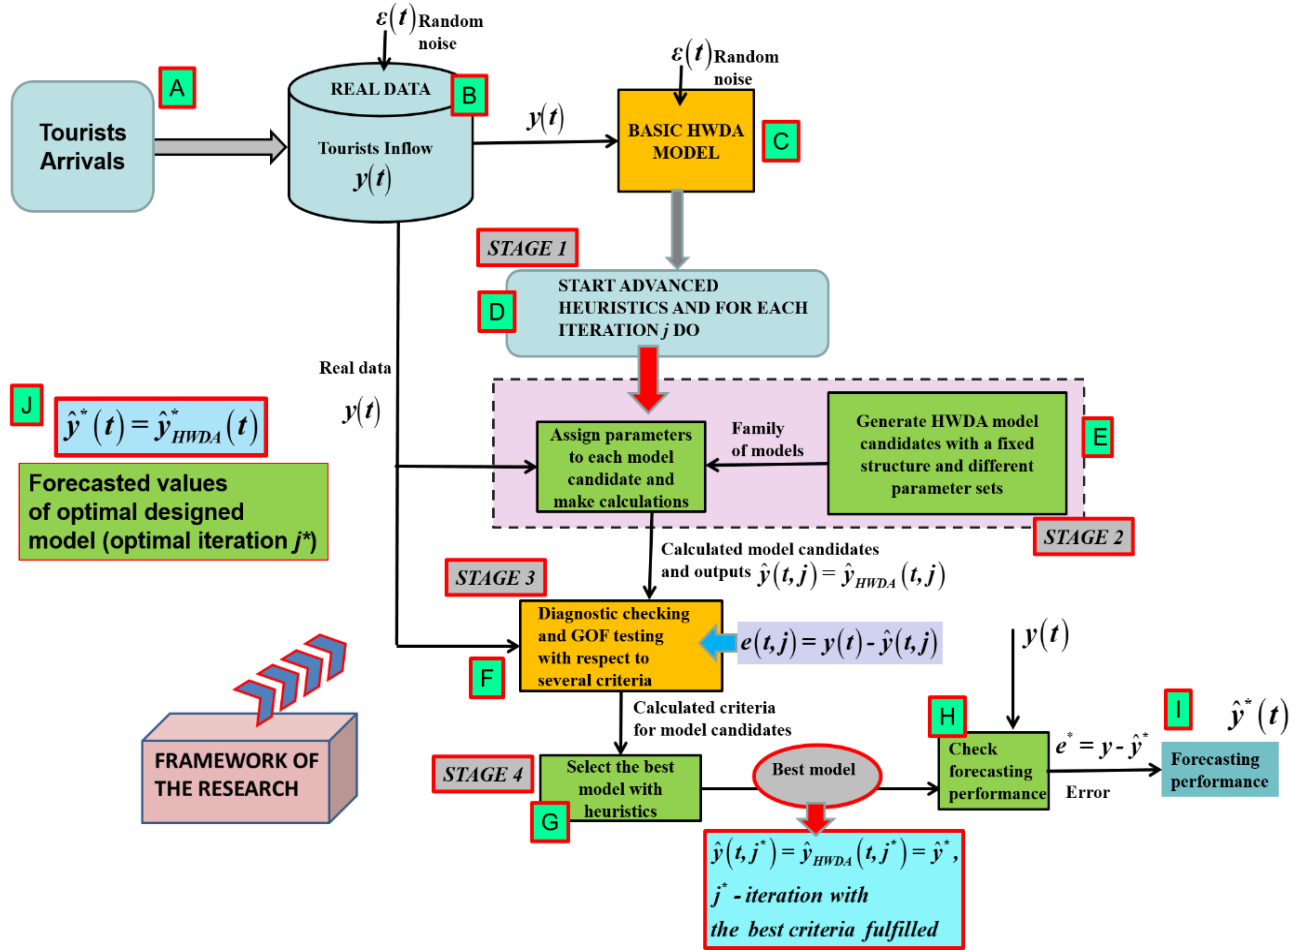 ε(t) Random
noise
A
REAL DATA
B
ε(t) Random
noise
Tourists
Arrivals
Tourists Inflow
y(t)
y(t)
BASIC HWDA
MODEL
C
STAGE 1
D
START ADVANCED
HEURISTICS AND FOR EACH
ITERATION j DO
Real data
y(t)
J
ŷ*(t) = ŷ*HWDA(t)
Forecasted values
of optimal designed
model (optimal iteration j*)
Assign parameters
to each model
candidate and
make calculations
Family
of models
Generate HWDA model
candidates with a fixed
structure and different
parameter sets
E
STAGE 2
Calculated model candidates
and outputs ŷ(t, j) = ŷHWDA(t, j)
STAGE 3
Diagnostic checking
and GOF testing
with respect to
several criteria
F
e(t, j) = y(t) - ŷ(t, j)
y(t)
Calculated criteria
for model candidates
STAGE 4
Select the best
model with
heuristics
G
Best model
H
Check
forecasting
performance
e* = y - ŷ*
Error
I
ŷ*(t)
Forecasting
performance
FRAMEWORK OF
THE RESEARCH
ŷ(t, j*) = ŷHWDA(t, j*) = ŷ*,
j* - iteration with
the best criteria fulfilled